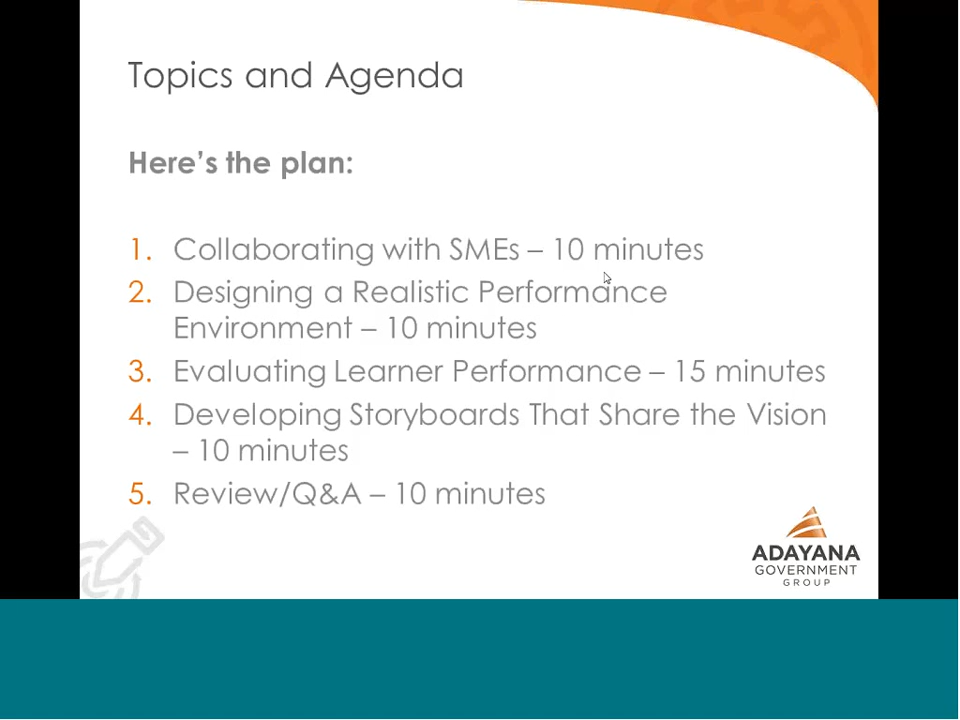 Topics and Agenda
Here's the plan:
1. Collaborating with SMEs – 10 minutes
2. Designing a Realistic Performance
Environment – 10 minutes
3. Evaluating Learner Performance – 15 minutes
4. Developing Storyboards That Share the Vision
– 10 minutes
5. Review/Q&A – 10 minutes
ADAYANA
GOVERNMENT
GROUP